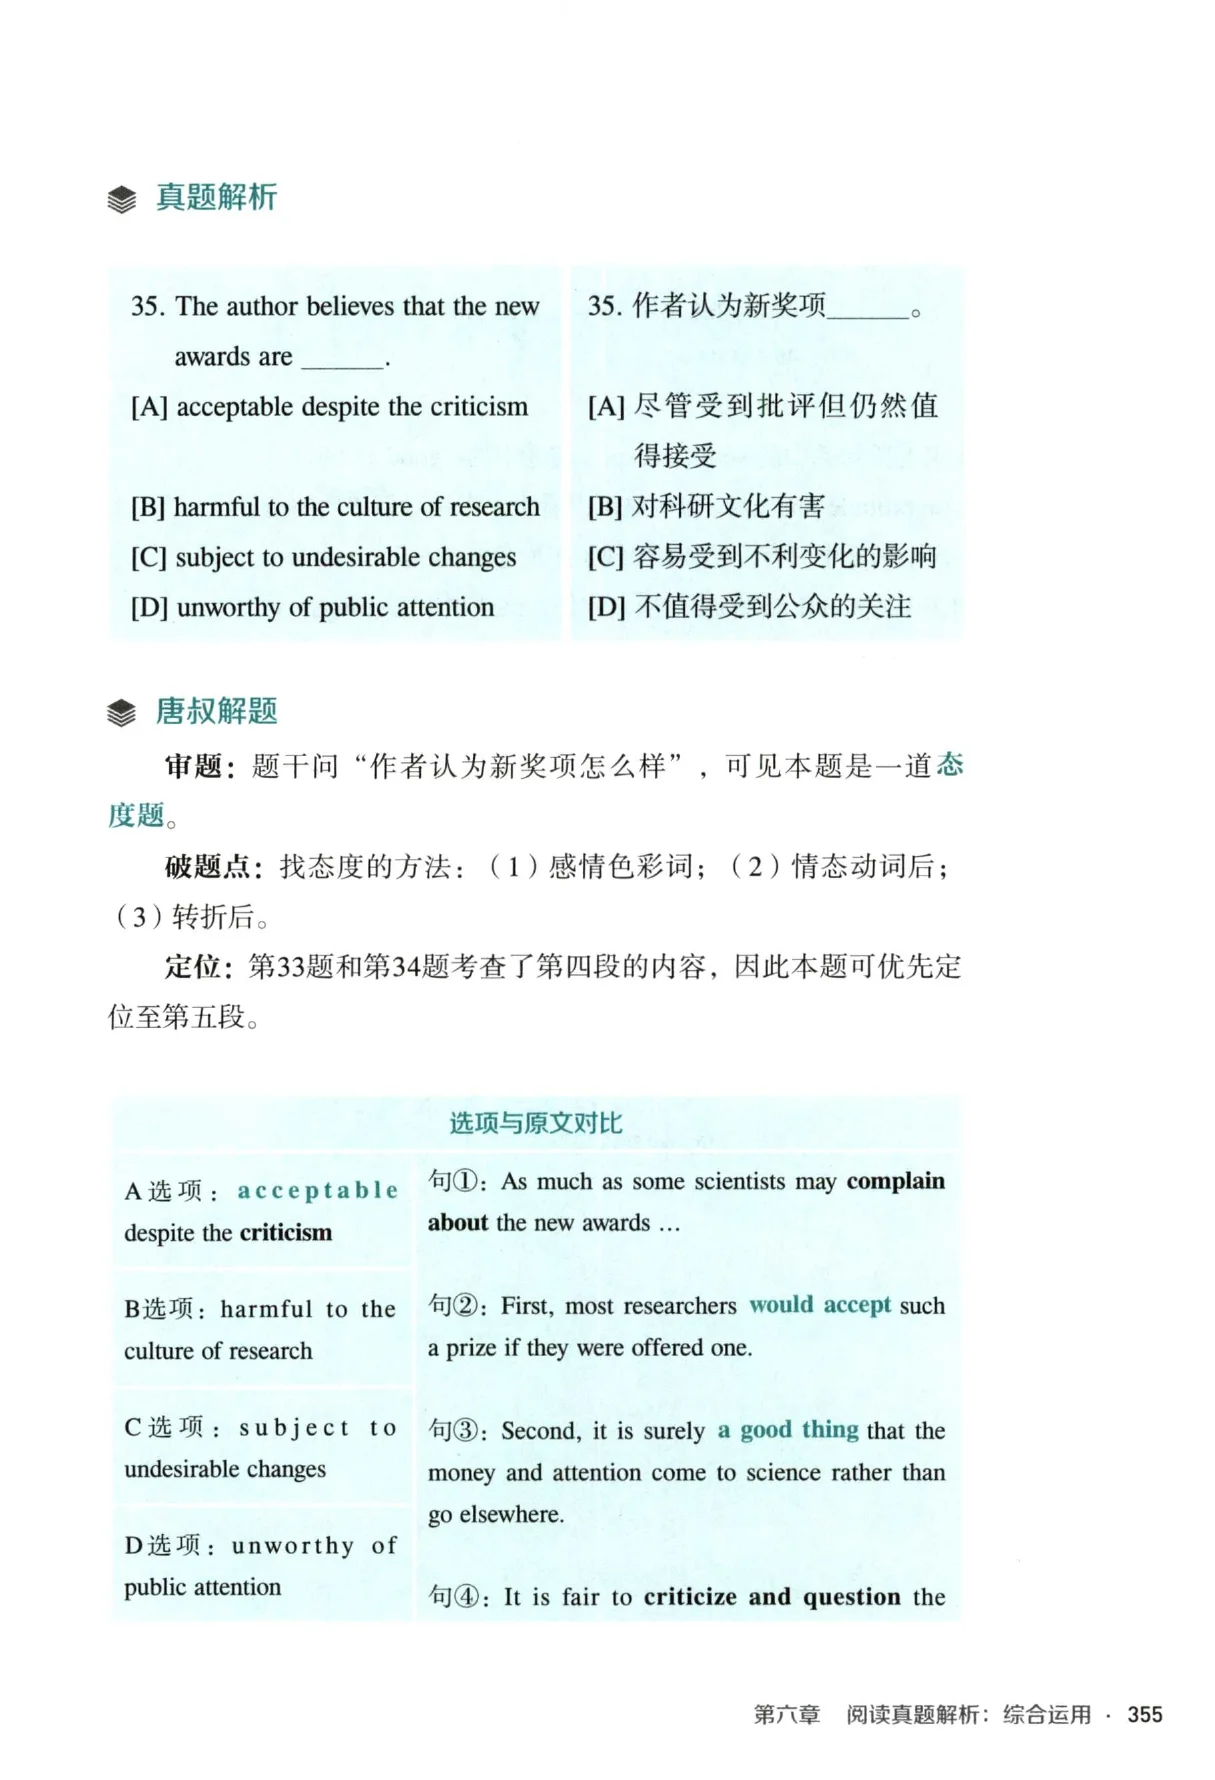 真题解析
35. The author believes that the new
awards are ______.
[A] acceptable despite the criticism
[B] harmful to the culture of research
[C] subject to undesirable changes
[D] unworthy of public attention
35. 作者认为新奖项______。
[A] 尽管受到批评但仍然值
得接受
[B] 对科研文化有害
[C] 容易受到不利变化的影响
[D] 不值得受到公众的关注
唐叔解题
审题：题干问“作者认为新奖项怎么样”，可见本题是一道态
度题。
破题点：找态度的方法：（1）感情色彩词；（2）情态动词后；
（3）转折后。
定位：第33题和第34题考查了第四段的内容，因此本题可优先定
位至第五段。
选项与原文对比
A选项：acceptable
despite the criticism
B选项：harmful to the
culture of research
C选项：subject to
undesirable changes
D选项：unworthy of
public attention
句①：As much as some scientists may complain
about the new awards ...
句②：First, most researchers would accept such
a prize if they were offered one.
句③：Second, it is surely a good thing that the
money and attention come to science rather than
go elsewhere.
句④：It is fair to criticize and question the
第六章 阅读真题解析：综合运用 · 355